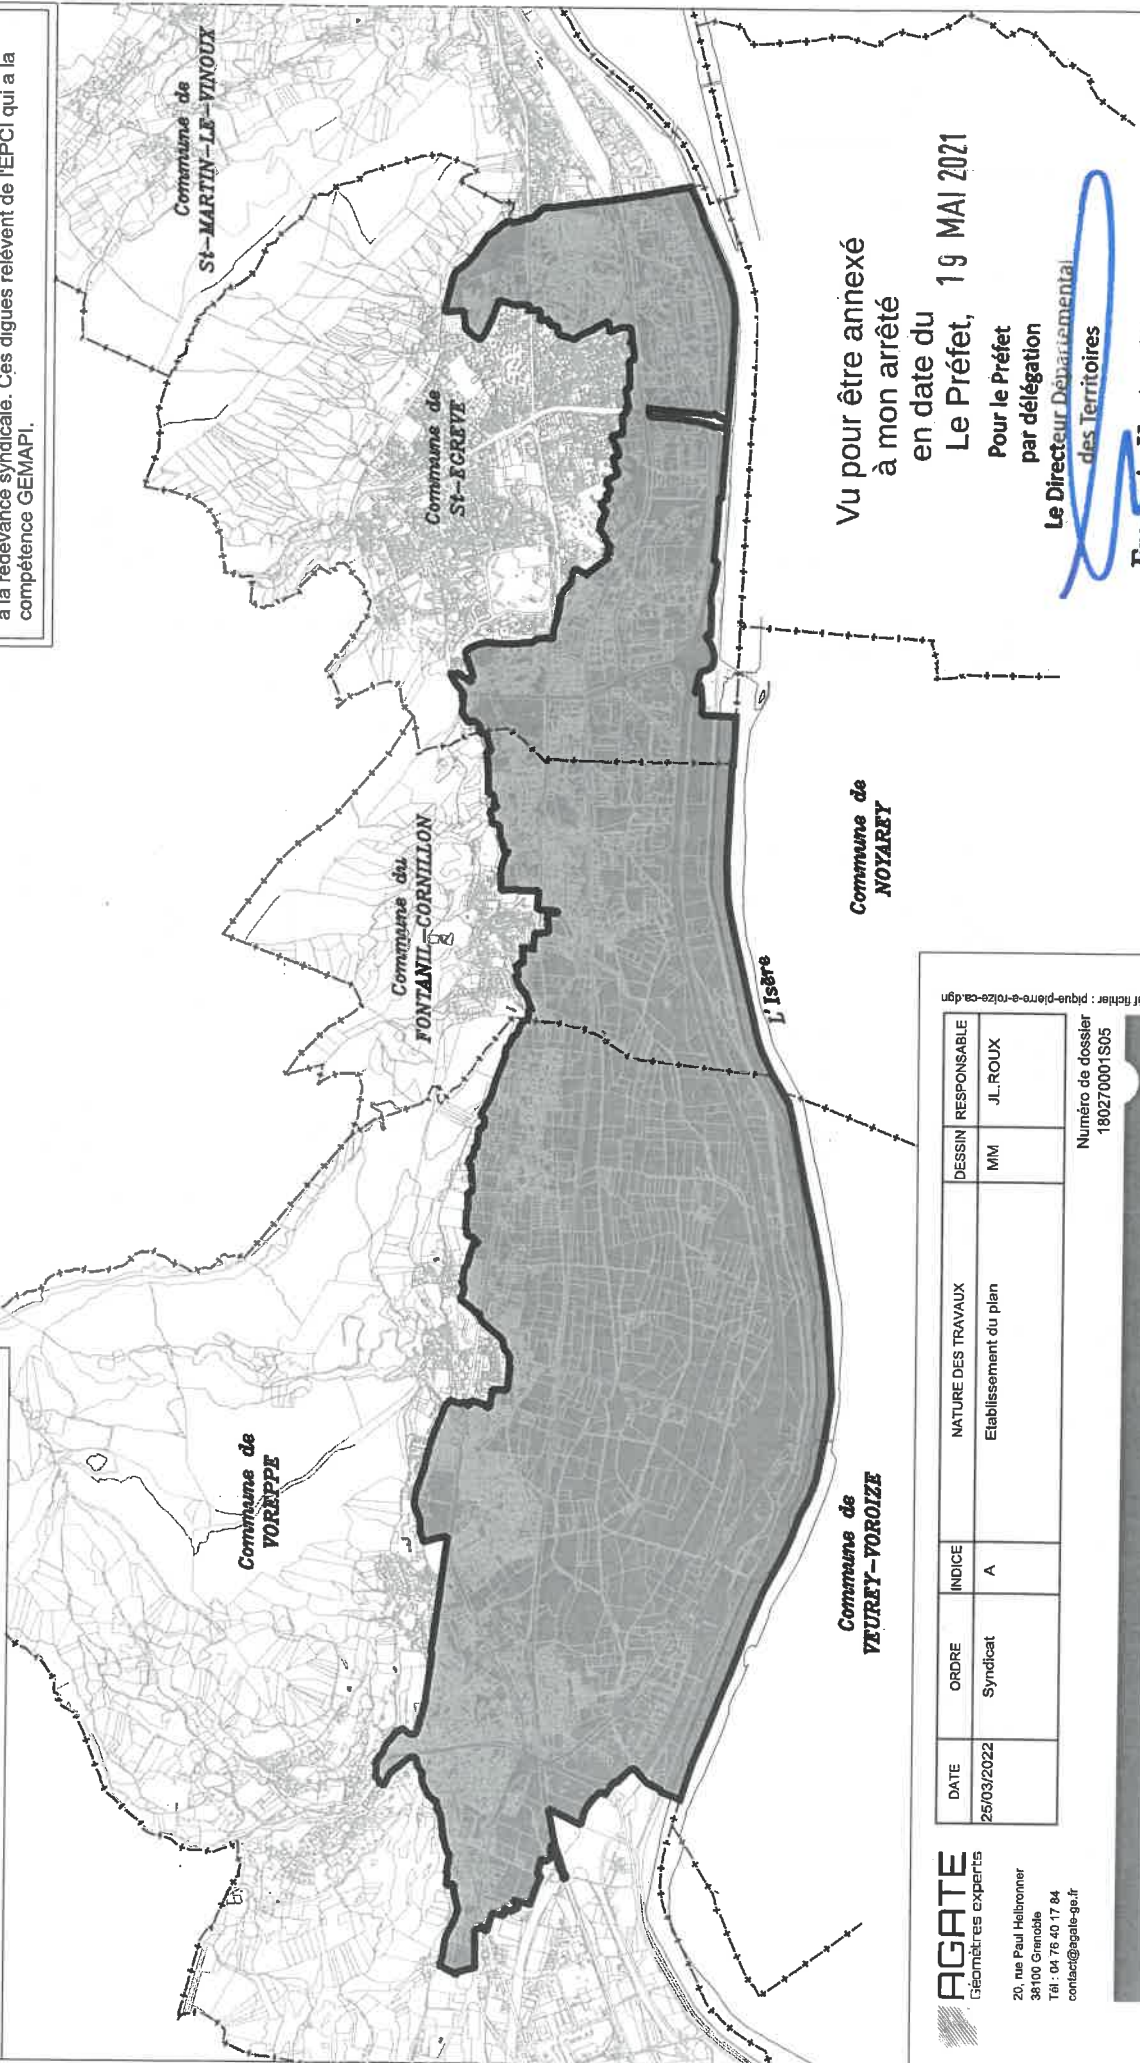 à la redevance syndicale. Ces digues relèvent de l'EPCI qui a la
compétence GEMAPI.
Commune de
St-MARTIN-LE-VINOUX
Commune de
St-EGREVE
Commune du
FONTANIL-CORNILLON
Commune de
VOREPPE
L'Isère
Commune de
NOYAREY
Commune de
VEUREY-VOROIZE
Vu pour être annexé
à mon arrêté
en date du
Le Préfet, 19 MAI 2021
Pour le Préfet
par délégation
Le Directeur Départemental
des Territoires
AGATE
Géomètres experts
20, rue Paul Helbronner
38100 Grenoble
Tél : 04 76 40 17 84
contact@agate-ge.fr
DATE ORDRE INDICE NATURE DES TRAVAUX DESSIN RESPONSABLE
25/03/2022 Syndicat A Etablissement du plan MM JL.ROUX
fichier : pique-pierre-a-roize-ca.dgn
Numéro de dossier
180270001S05